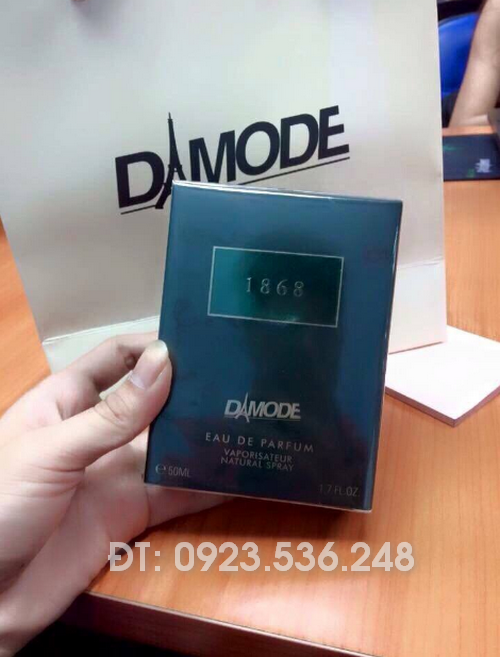 DAMODE
1868
DAMODE
EAU DE PARFUM
VAPORISATEUR
NATURAL SPRAY
℮ 50ML
1.7 FL.OZ
ĐT: 0923.536.248